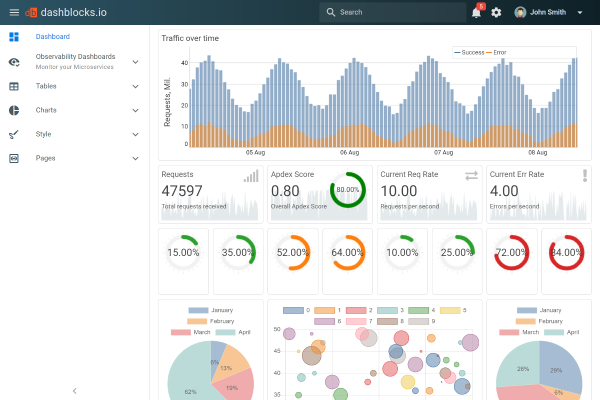 dashblocks.io
Search
5
John Smith
Dashboard
Observability Dashboards
Monitor your Microservices
Tables
Charts
Style
Pages
Traffic over time
Success Error
Requests, Mil.
40
30
20
10
0
05 Aug 06 Aug 07 Aug 08 Aug
Requests
47597
Total requests received
Apdex Score
0.80
Overall Apdex Score
80.00%
Current Req Rate
10.00
Requests per second
Current Err Rate
4.00
Errors per second
15.00% 35.00% 52.00% 64.00% 10.00% 25.00% 72.00% 84.00%
January
February
March April
6%
13%
19%
62%
0 1 2 3 4 5
6 7 8 9
50
45
40
35
January
February
March April
28%
29%
6%